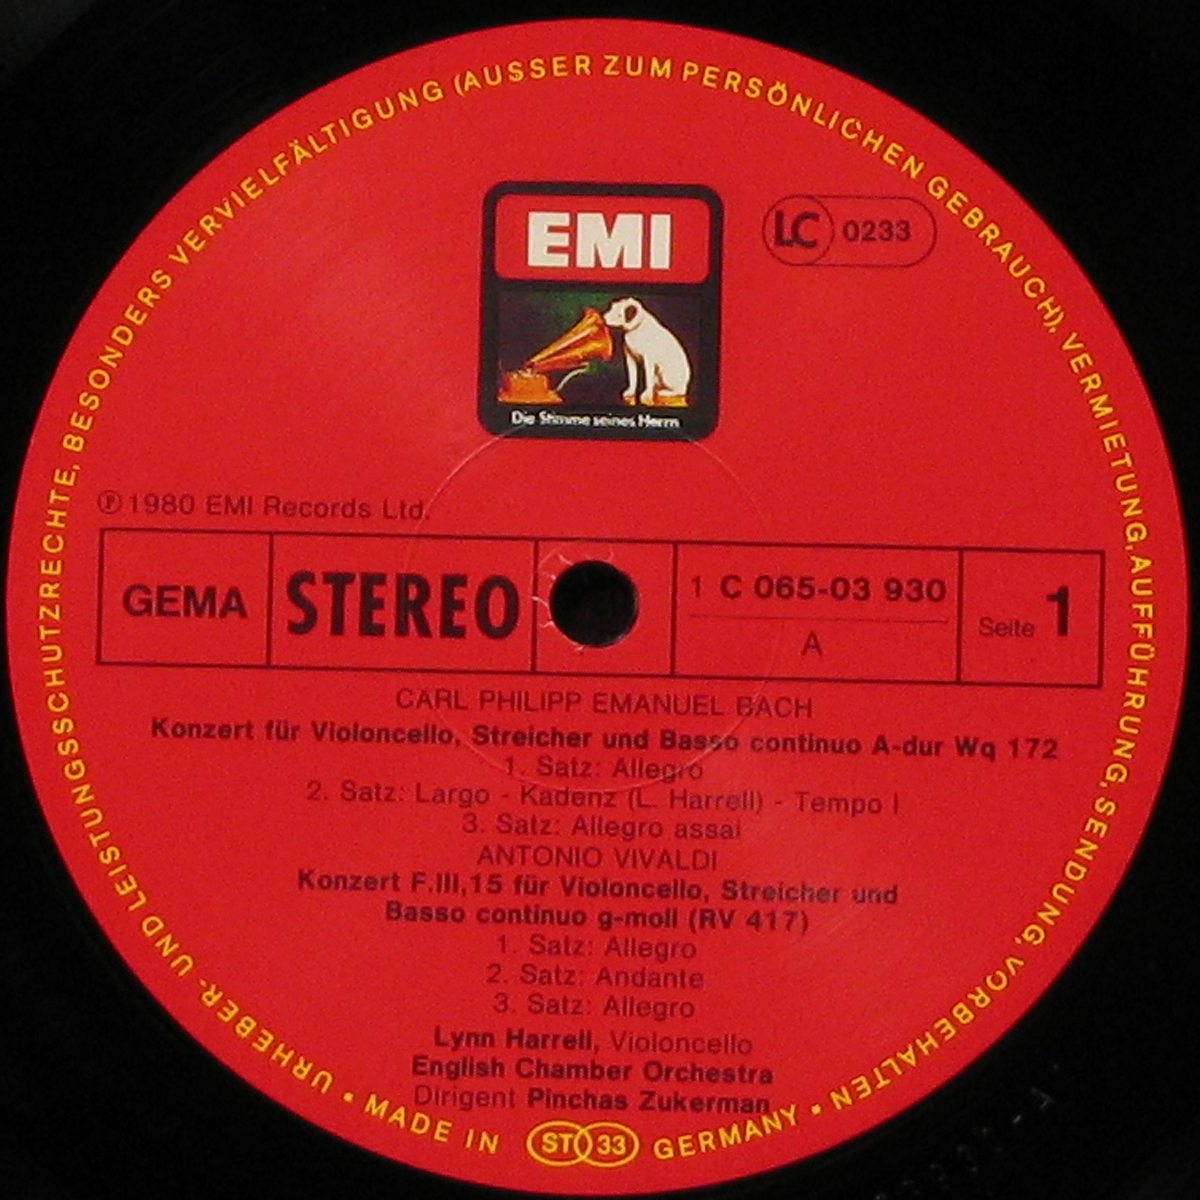 URHEBER- UND LEISTUNGSSCHUTZRECHTE, BESONDERS VERVIELFÄLTIGUNG (AUSSER ZUM PERSÖNLICHEN GEBRAUCH), VERMIETUNG, AUFFÜHRUNG, SENDUNG, VORBEHALTEN •
EMI
LC 0233
Die Stimme seines Herrn
℗ 1980 EMI Records Ltd.
GEMA
STEREO
1 C 065-03 930
A
Seite 1
CARL PHILIPP EMANUEL BACH
Konzert für Violoncello, Streicher und Basso continuo A-dur Wq 172
1. Satz: Allegro
2. Satz: Largo - Kadenz (L. Harrell) - Tempo I
3. Satz: Allegro assai
ANTONIO VIVALDI
Konzert F.III,15 für Violoncello, Streicher und
Basso continuo g-moll (RV 417)
1. Satz: Allegro
2. Satz: Andante
3. Satz: Allegro
Lynn Harrell, Violoncello
English Chamber Orchestra
Dirigent Pinchas Zukerman
• MADE IN ST 33 GERMANY